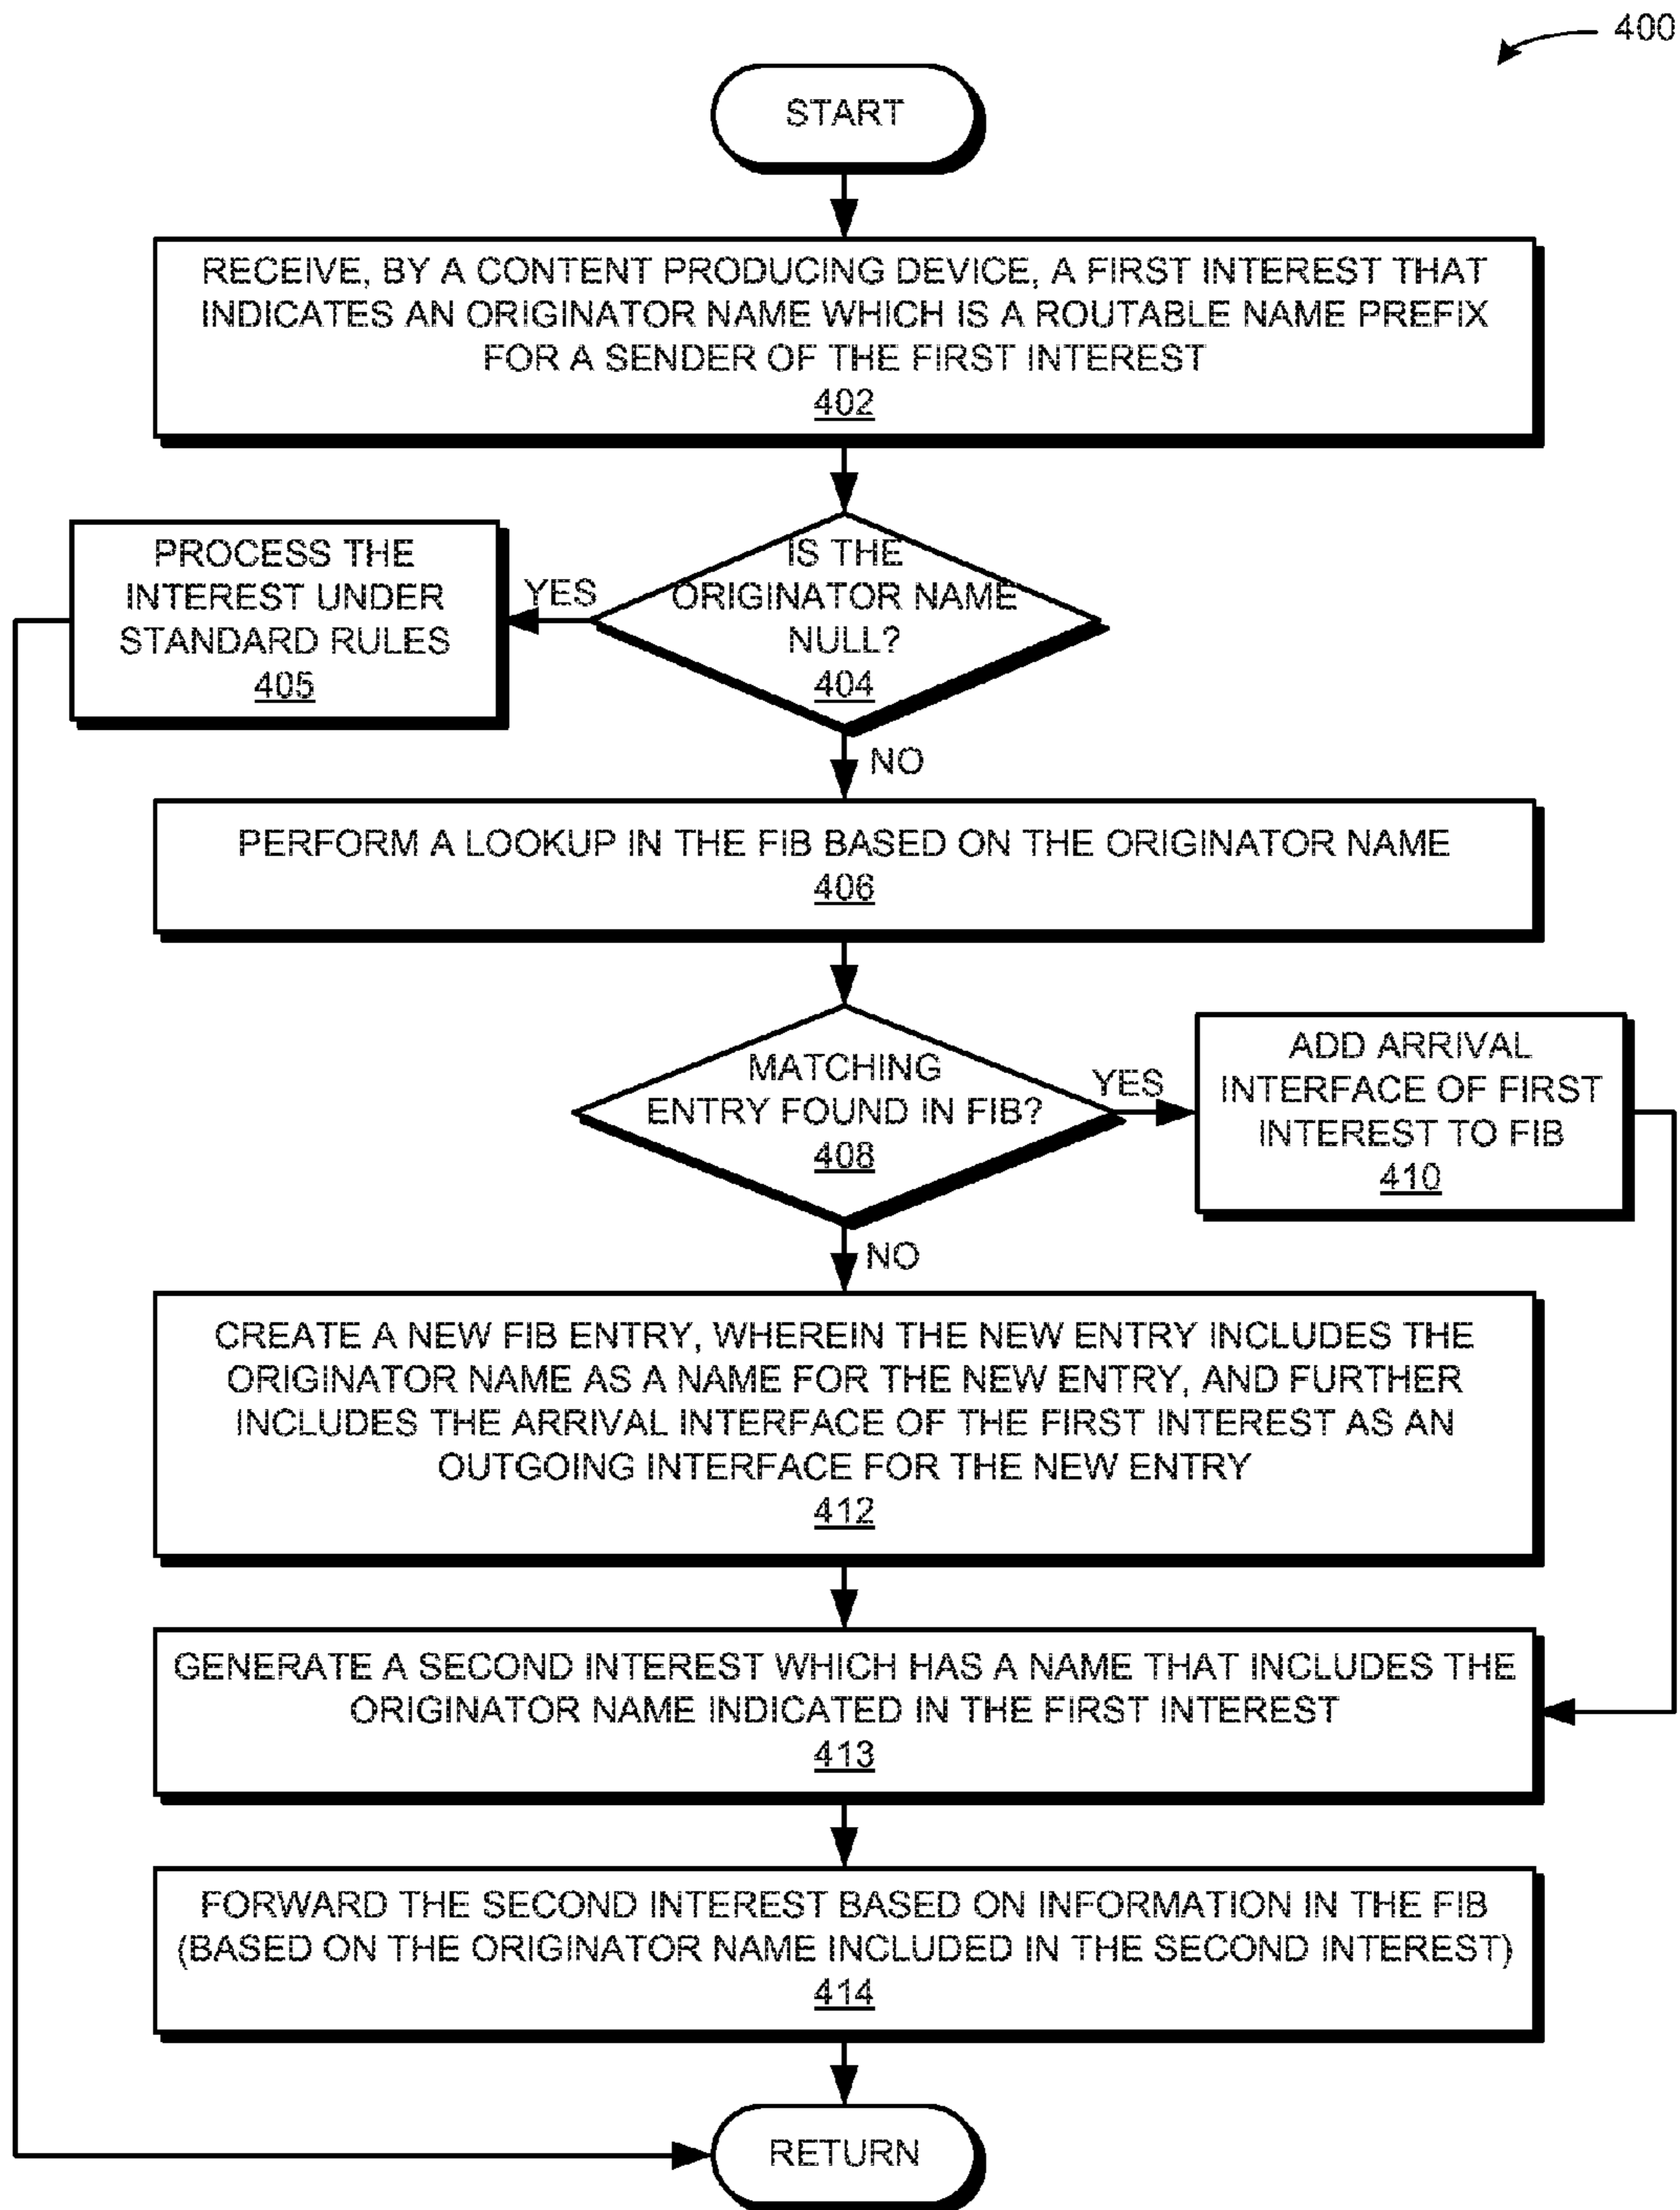 400
START
RECEIVE, BY A CONTENT PRODUCING DEVICE, A FIRST INTEREST THAT
INDICATES AN ORIGINATOR NAME WHICH IS A ROUTABLE NAME PREFIX
FOR A SENDER OF THE FIRST INTEREST
402
IS THE
ORIGINATOR NAME
NULL?
404
YES
PROCESS THE
INTEREST UNDER
STANDARD RULES
405
NO
PERFORM A LOOKUP IN THE FIB BASED ON THE ORIGINATOR NAME
406
MATCHING
ENTRY FOUND IN FIB?
408
YES
ADD ARRIVAL
INTERFACE OF FIRST
INTEREST TO FIB
410
NO
CREATE A NEW FIB ENTRY, WHEREIN THE NEW ENTRY INCLUDES THE
ORIGINATOR NAME AS A NAME FOR THE NEW ENTRY, AND FURTHER
INCLUDES THE ARRIVAL INTERFACE OF THE FIRST INTEREST AS AN
OUTGOING INTERFACE FOR THE NEW ENTRY
412
GENERATE A SECOND INTEREST WHICH HAS A NAME THAT INCLUDES THE
ORIGINATOR NAME INDICATED IN THE FIRST INTEREST
413
FORWARD THE SECOND INTEREST BASED ON INFORMATION IN THE FIB
(BASED ON THE ORIGINATOR NAME INCLUDED IN THE SECOND INTEREST)
414
RETURN